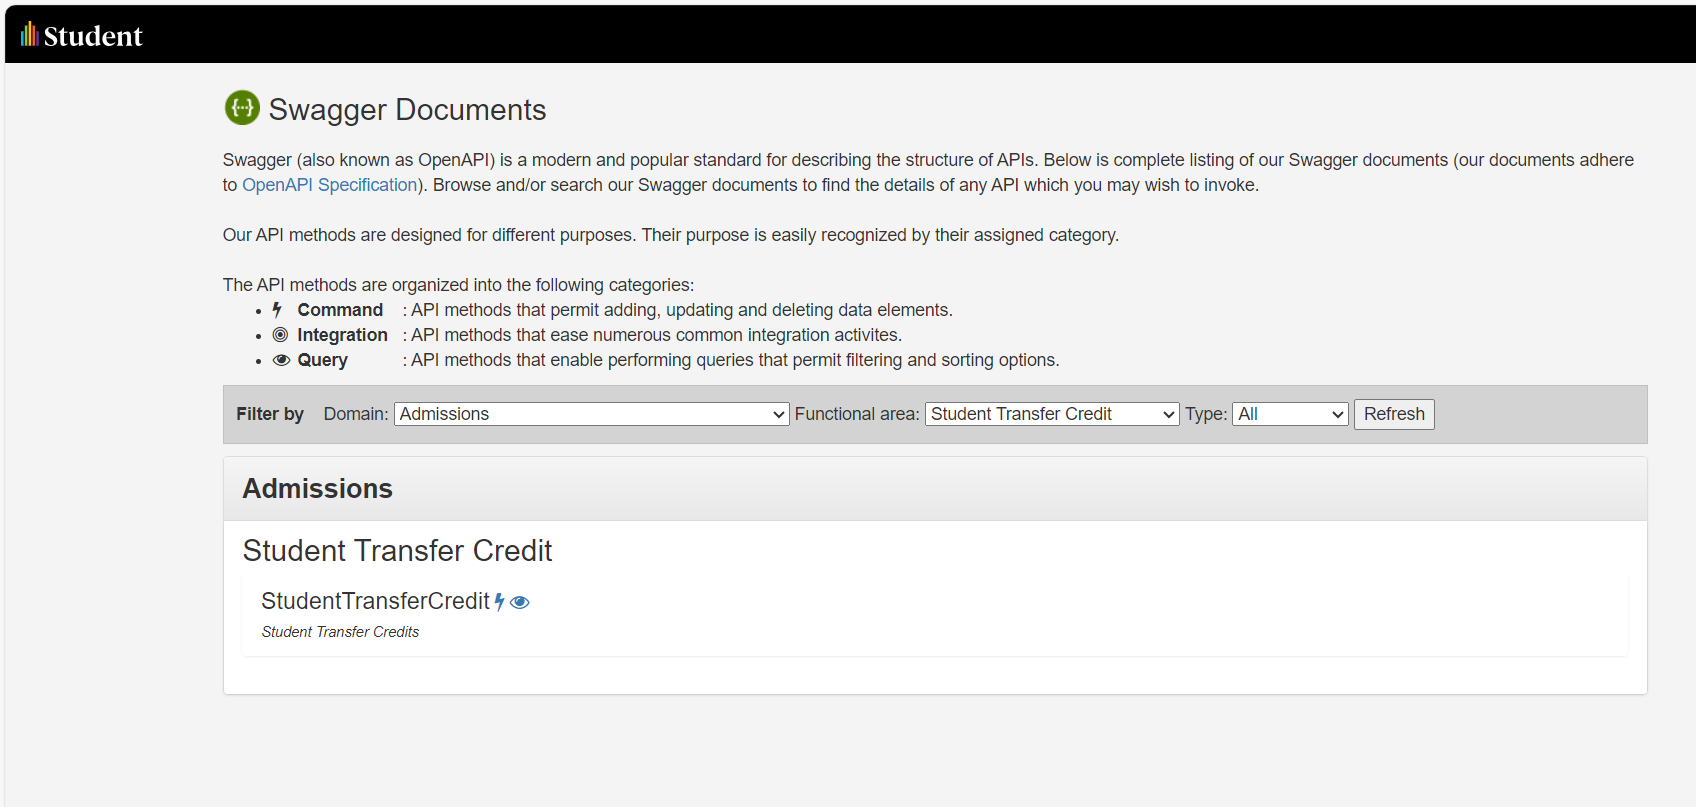 Student
Swagger Documents
Swagger (also known as OpenAPI) is a modern and popular standard for describing the structure of APIs. Below is complete listing of our Swagger documents (our documents adhere
to OpenAPI Specification). Browse and/or search our Swagger documents to find the details of any API which you may wish to invoke.
Our API methods are designed for different purposes. Their purpose is easily recognized by their assigned category.
The API methods are organized into the following categories:
• Command : API methods that permit adding, updating and deleting data elements.
• Integration : API methods that ease numerous common integration activites.
• Query : API methods that enable performing queries that permit filtering and sorting options.
Filter by Domain: Admissions Functional area: Student Transfer Credit Type: All Refresh
Admissions
Student Transfer Credit
StudentTransferCredit
Student Transfer Credits